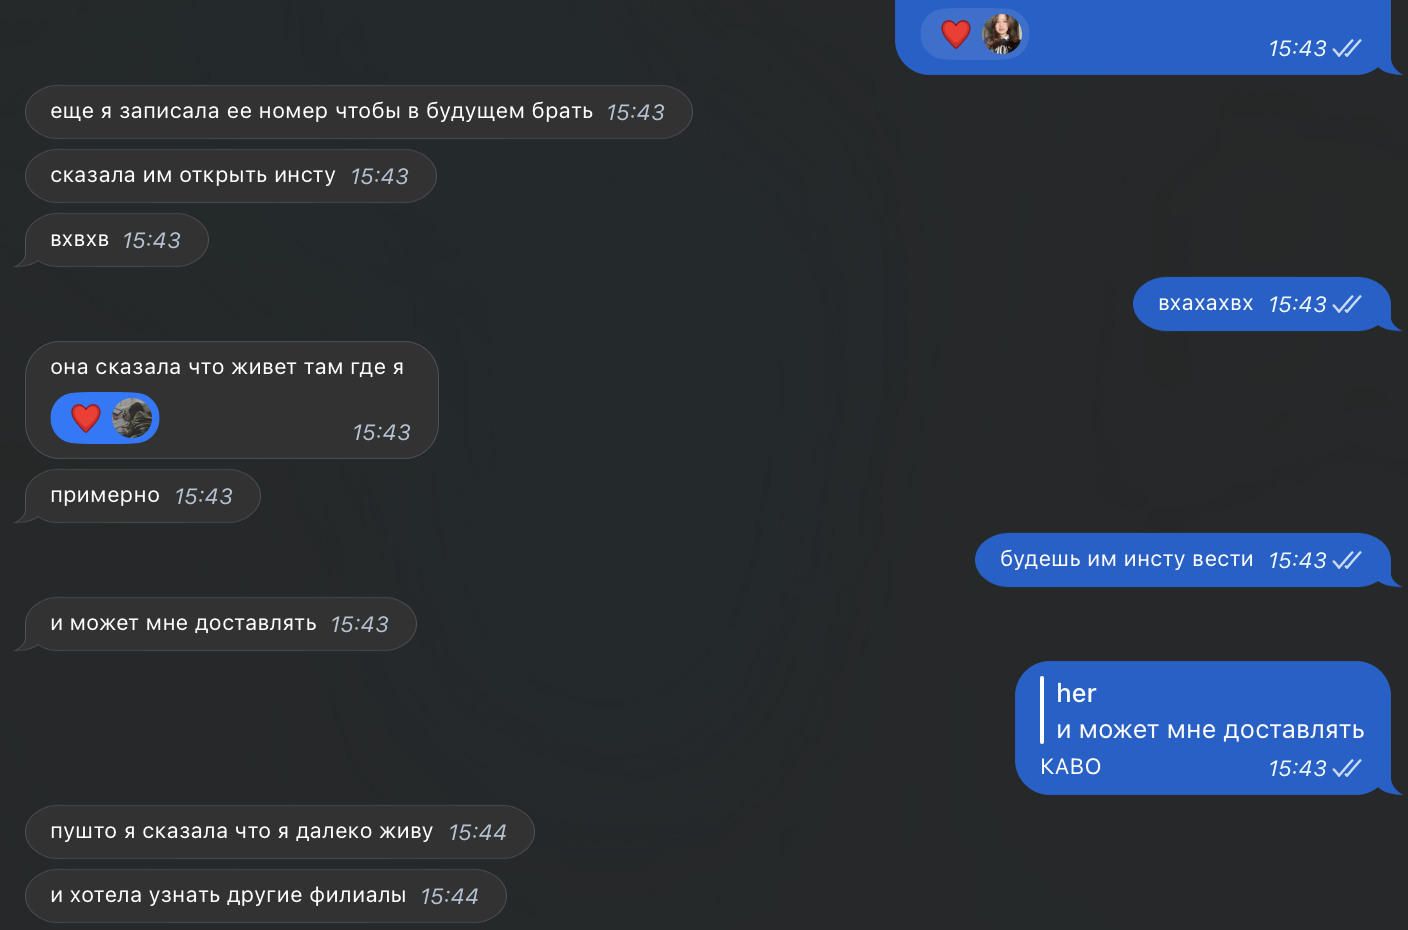 15:43
еще я записала ее номер чтобы в будущем брать 15:43
сказала им открыть инсту 15:43
вхвхв 15:43
вхахахвх 15:43
она сказала что живет там где я
15:43
примерно 15:43
будешь им инсту вести 15:43
и может мне доставлять 15:43
her
и может мне доставлять
КАВО 15:43
пушто я сказала что я далеко живу 15:44
и хотела узнать другие филиалы 15:44